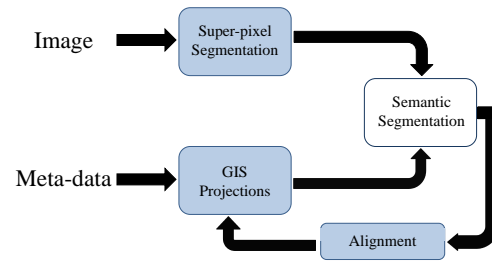 Image
Super-pixel
Segmentation
Semantic
Segmentation
Meta-data
GIS
Projections
Alignment